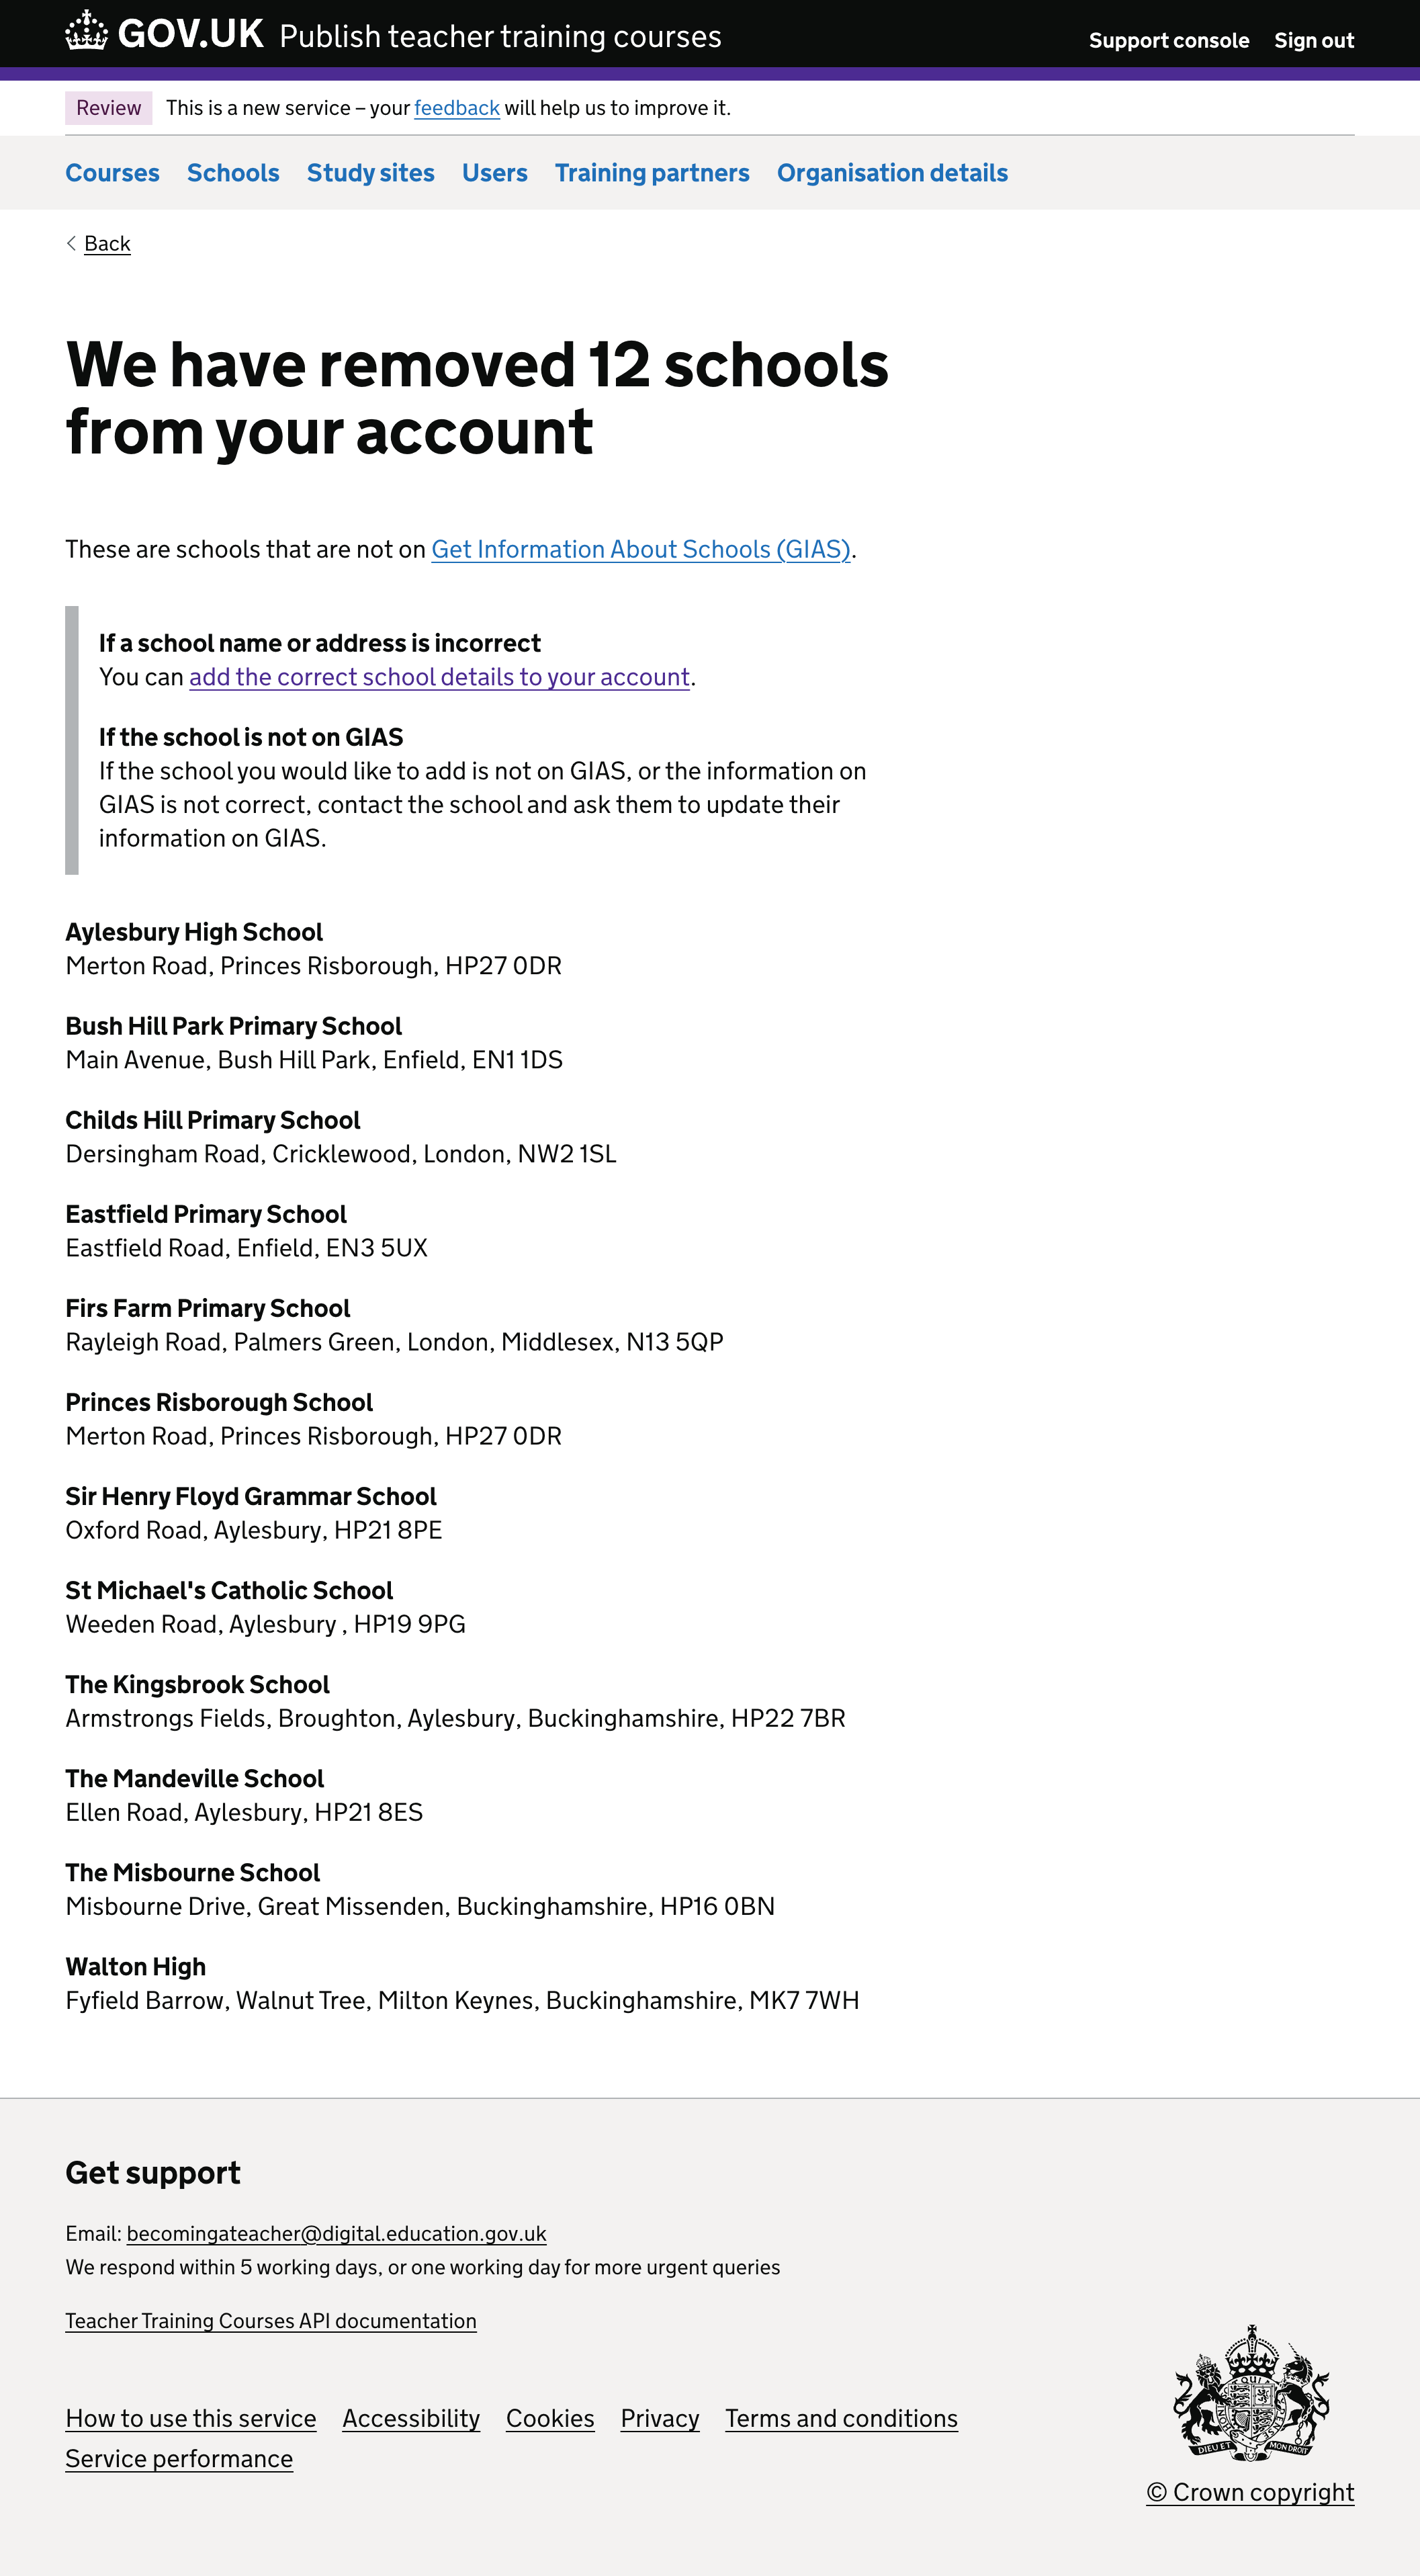 GOV.UK Publish teacher training courses
Support console Sign out
Review This is a new service – your feedback will help us to improve it.
Courses Schools Study sites Users Training partners Organisation details
Back
We have removed 12 schools
from your account
These are schools that are not on Get Information About Schools (GIAS).
If a school name or address is incorrect
You can add the correct school details to your account.
If the school is not on GIAS
If the school you would like to add is not on GIAS, or the information on
GIAS is not correct, contact the school and ask them to update their
information on GIAS.
Aylesbury High School
Merton Road, Princes Risborough, HP27 0DR
Bush Hill Park Primary School
Main Avenue, Bush Hill Park, Enfield, EN1 1DS
Childs Hill Primary School
Dersingham Road, Cricklewood, London, NW2 1SL
Eastfield Primary School
Eastfield Road, Enfield, EN3 5UX
Firs Farm Primary School
Rayleigh Road, Palmers Green, London, Middlesex, N13 5QP
Princes Risborough School
Merton Road, Princes Risborough, HP27 0DR
Sir Henry Floyd Grammar School
Oxford Road, Aylesbury, HP21 8PE
St Michael's Catholic School
Weeden Road, Aylesbury , HP19 9PG
The Kingsbrook School
Armstrongs Fields, Broughton, Aylesbury, Buckinghamshire, HP22 7BR
The Mandeville School
Ellen Road, Aylesbury, HP21 8ES
The Misbourne School
Misbourne Drive, Great Missenden, Buckinghamshire, HP16 0BN
Walton High
Fyfield Barrow, Walnut Tree, Milton Keynes, Buckinghamshire, MK7 7WH
Get support
Email: becomingateacher@digital.education.gov.uk
We respond within 5 working days, or one working day for more urgent queries
Teacher Training Courses API documentation
How to use this service Accessibility Cookies Privacy Terms and conditions
Service performance
DIEU ET MON DROIT
© Crown copyright